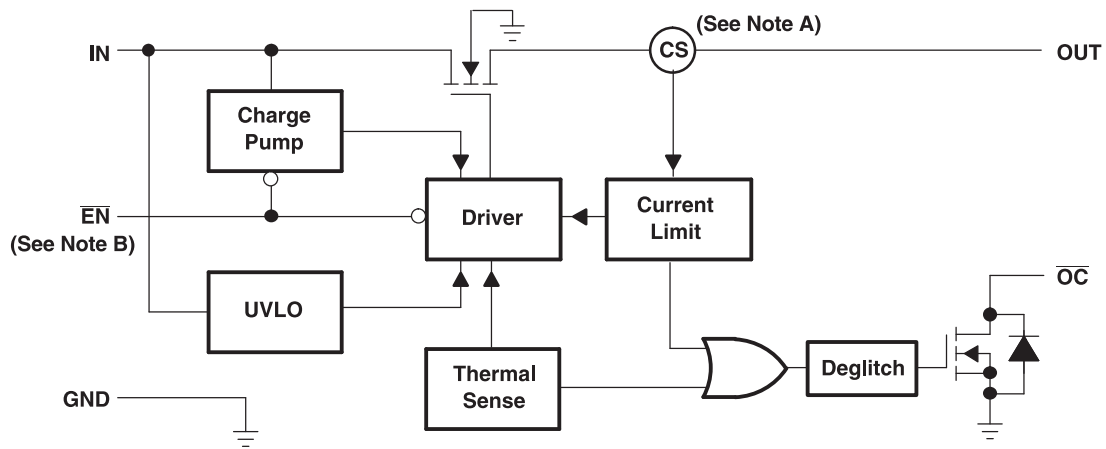 (See Note A)
IN
CS
OUT
Charge
Pump
EN
(See Note B)
Driver
Current
Limit
OC
UVLO
Thermal
Sense
Deglitch
GND